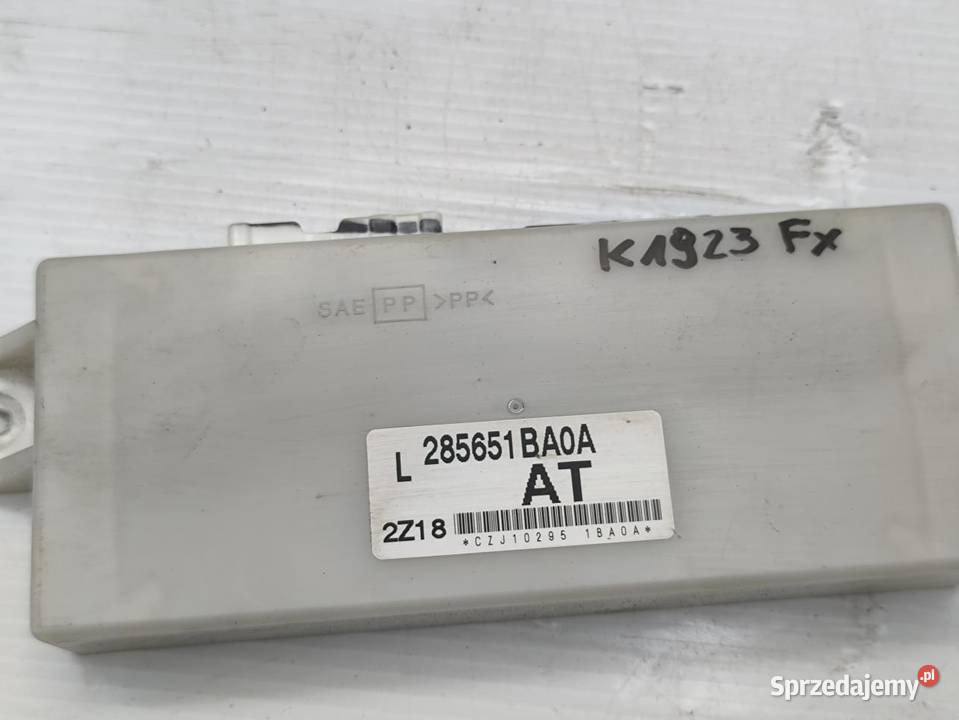 K1923 Fx
SAE PP >PP<
285651BA0A
L AT
2Z18
*CZJ10295 1BA0A*
Sprzedajemy.pl